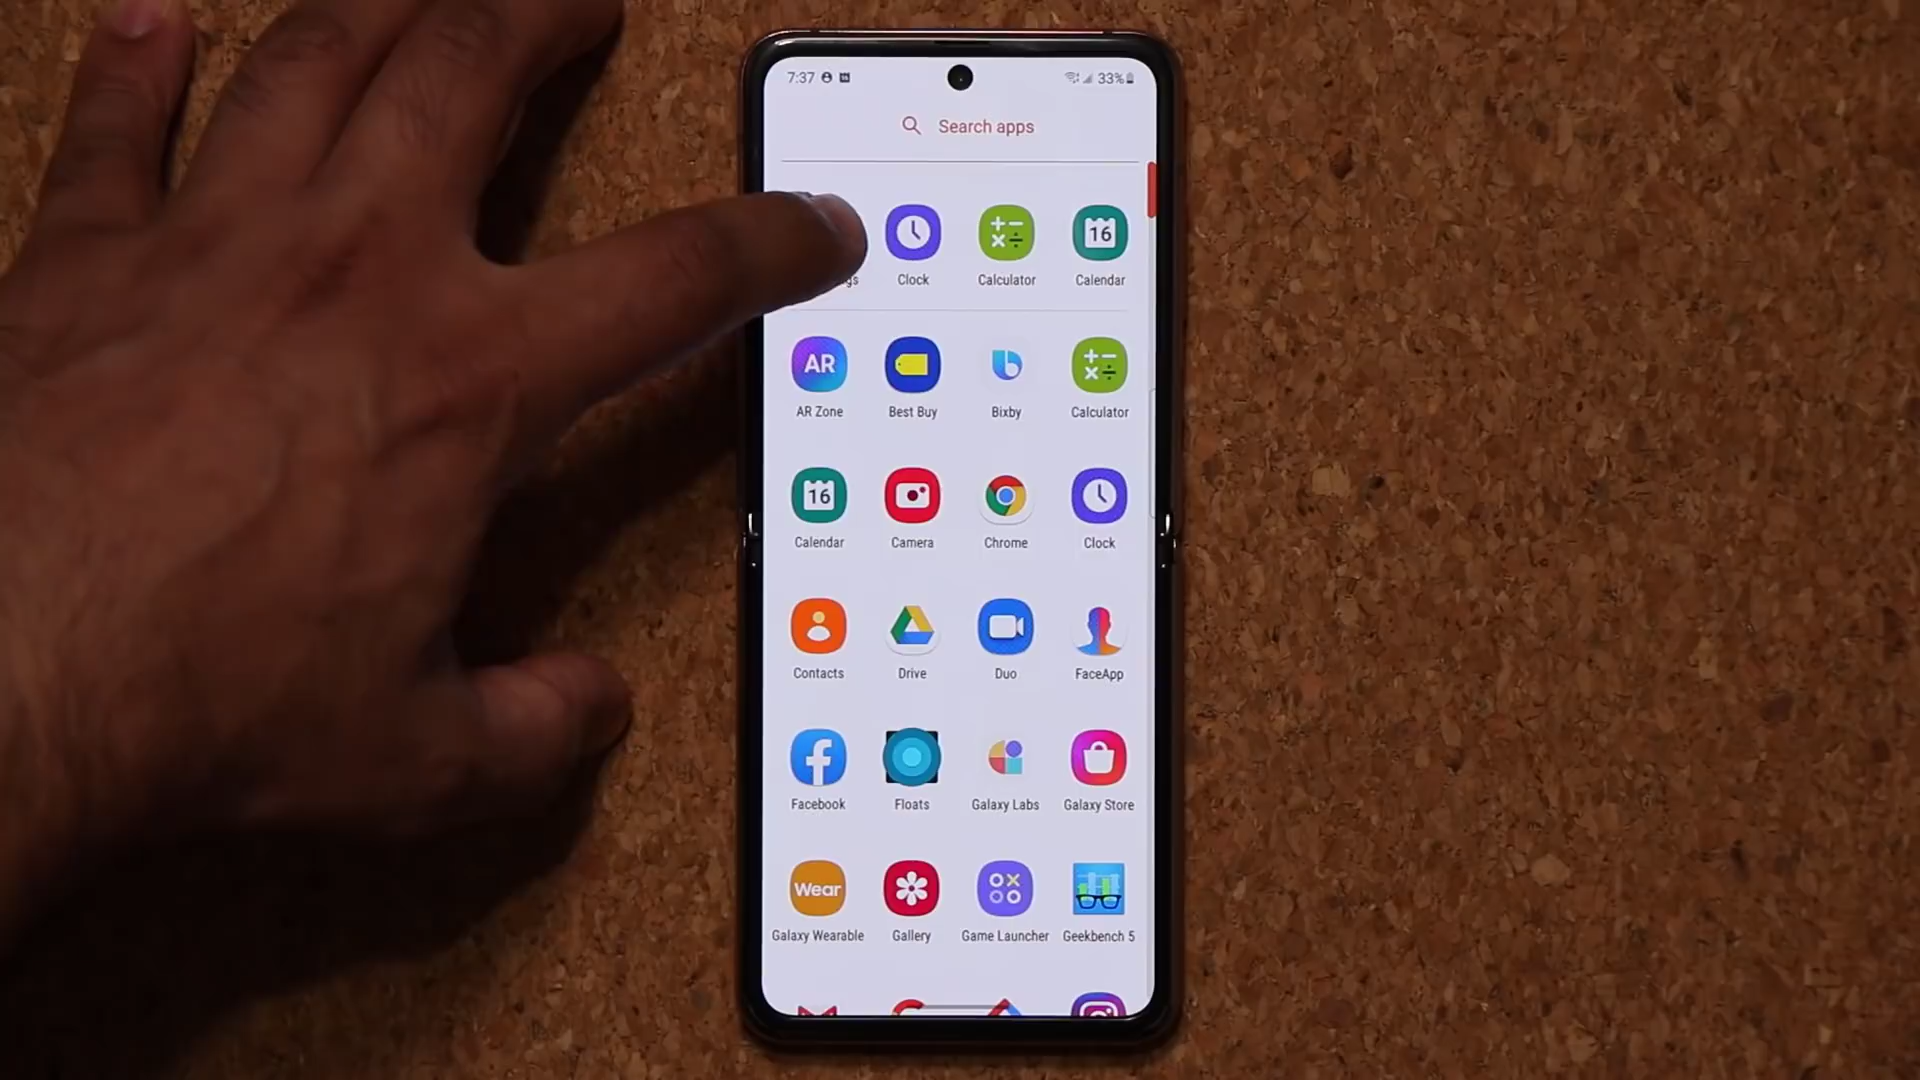 7:37 33%
Search apps
Clock Calculator 16 Calendar
AR
AR Zone Best Buy Bixby Calculator
16
Calendar Camera Chrome Clock
Contacts Drive Duo FaceApp
Facebook Floats Galaxy Labs Galaxy Store
Wear
Galaxy Wearable Gallery Game Launcher Geekbench 5